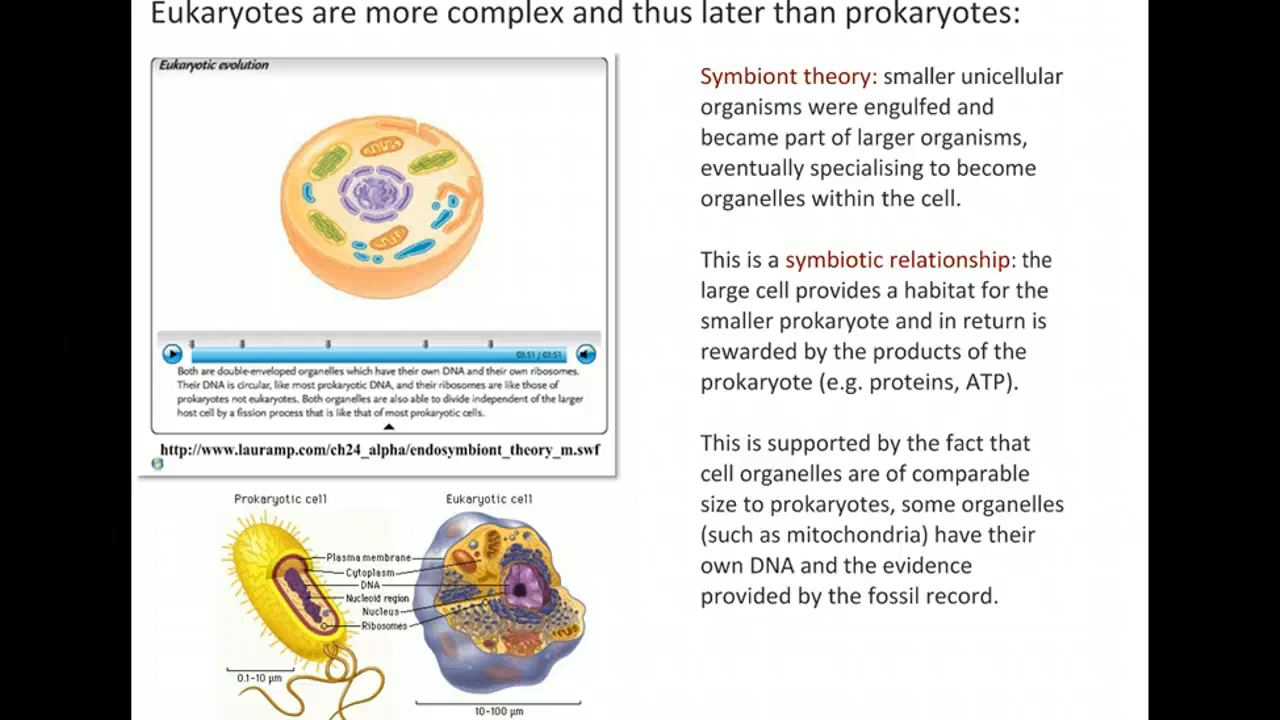 Eukaryotes are more complex and thus later than prokaryotes:
Eukaryotic evolution
03:51 / 03:51
Both are double-enveloped organelles which have their own DNA and their own ribosomes.
Their DNA is circular, like most prokaryotic DNA, and their ribosomes are like those of
prokaryotes not eukaryotes. Both organelles are also able to divide independent of the larger
host cell by a fission process that is like that of most prokaryotic cells.
http://www.lauramp.com/ch24_alpha/endosymbiont_theory_m.swf
Prokaryotic cell
Eukaryotic cell
Plasma membrane
Cytoplasm
DNA
Nucleoid region
Nucleus
Ribosomes
0.1-10 µm
10-100 µm
Symbiont theory: smaller unicellular
organisms were engulfed and
became part of larger organisms,
eventually specialising to become
organelles within the cell.
This is a symbiotic relationship: the
large cell provides a habitat for the
smaller prokaryote and in return is
rewarded by the products of the
prokaryote (e.g. proteins, ATP).
This is supported by the fact that
cell organelles are of comparable
size to prokaryotes, some organelles
(such as mitochondria) have their
own DNA and the evidence
provided by the fossil record.